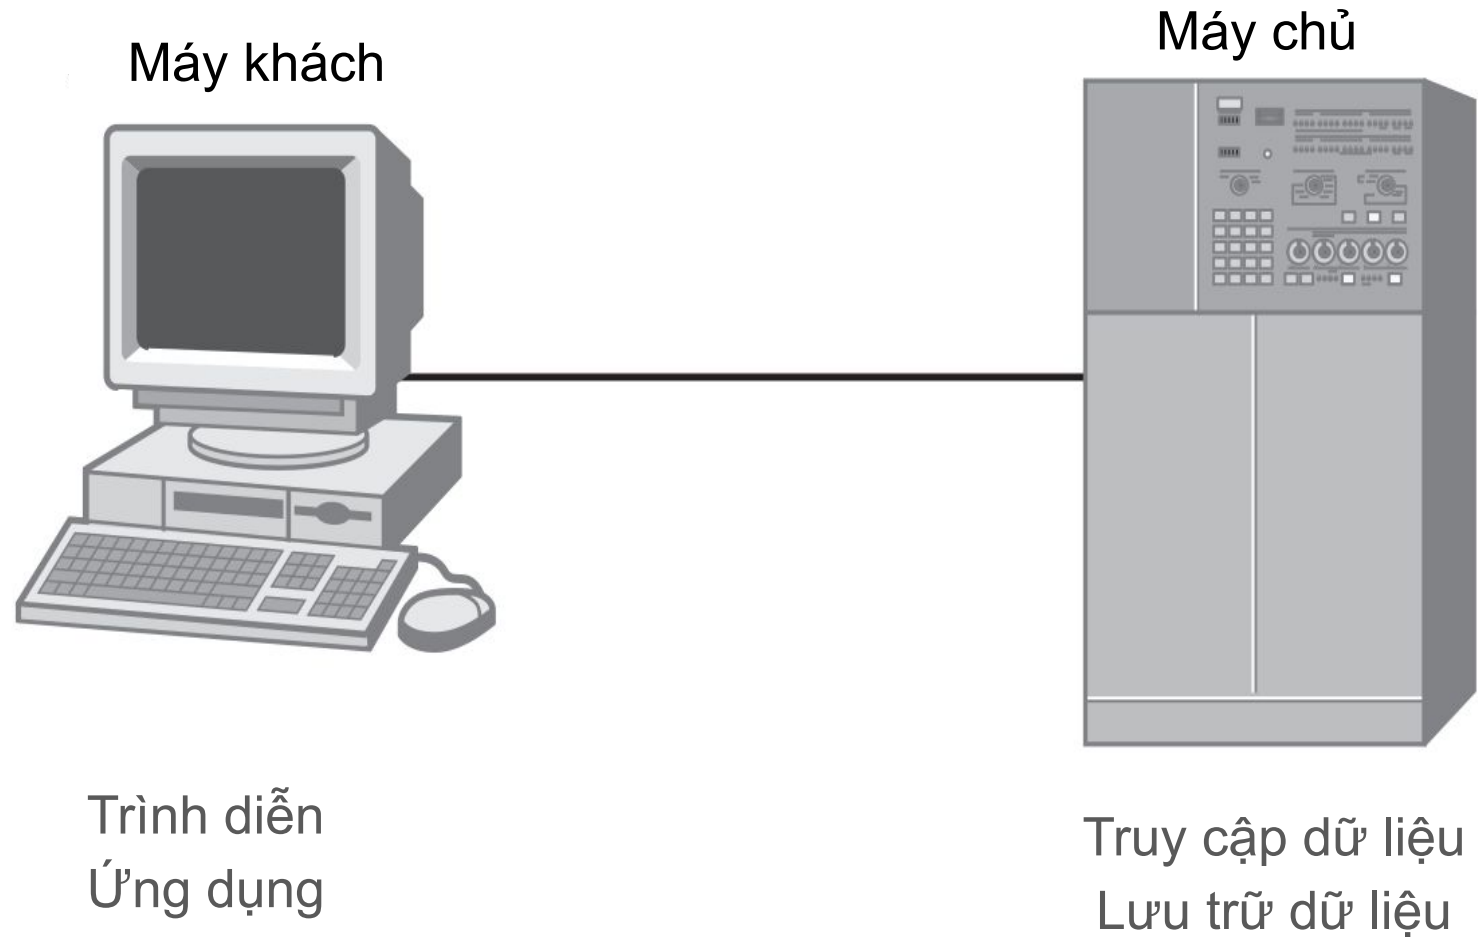 Máy khách
Máy chủ
Trình diễn
Ứng dụng
Truy cập dữ liệu
Lưu trữ dữ liệu